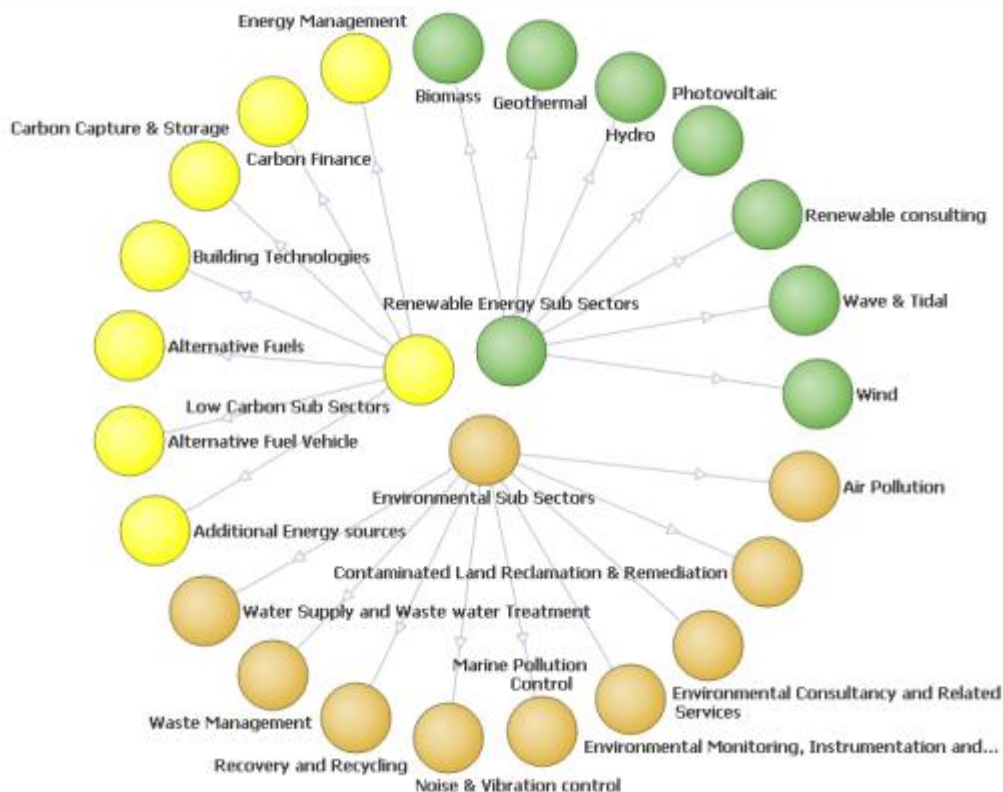 Energy Management
Biomass
Geothermal
Photovoltaic
Hydro
Carbon Capture & Storage
Carbon Finance
Renewable consulting
Building Technologies
Renewable Energy Sub Sectors
Wave & Tidal
Alternative Fuels
Low Carbon Sub Sectors
Wind
Alternative Fuel Vehicle
Environmental Sub Sectors
Air Pollution
Additional Energy sources
Contaminated Land Reclamation & Remediation
Water Supply and Waste water Treatment
Marine Pollution
Control
Environmental Consultancy and Related
Services
Waste Management
Environmental Monitoring, Instrumentation and...
Recovery and Recycling
Noise & Vibration control